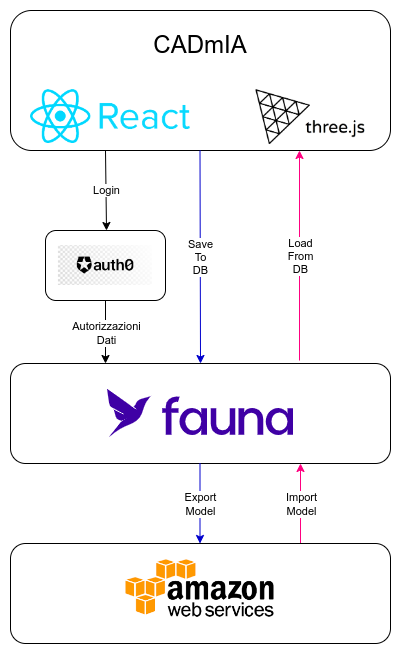 CADmIA
React
three.js
Login
auth0
Save
To
DB
Load
From
DB
Autorizzazioni
Dati
fauna
Export
Model
Import
Model
amazon
web services